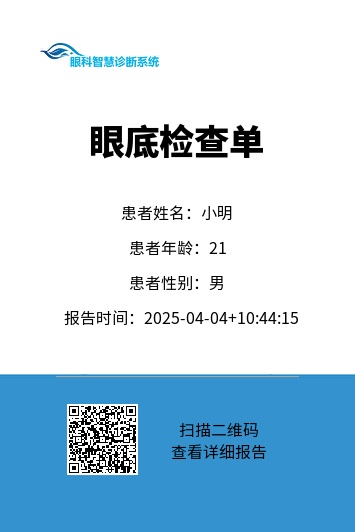 眼科智慧诊断系统
眼底检查单
患者姓名：小明
患者年龄：21
患者性别：男
报告时间：2025-04-04+10:44:15
扫描二维码
查看详细报告